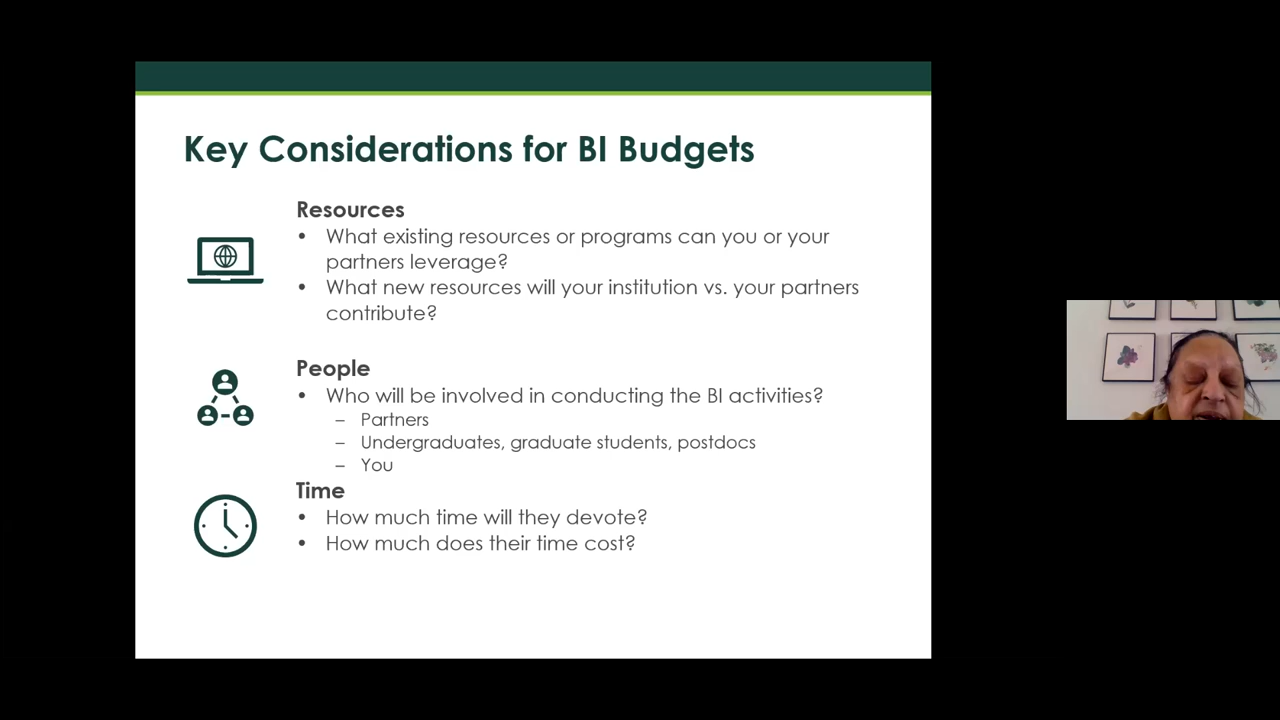 Key Considerations for BI Budgets
Resources
• What existing resources or programs can you or your
partners leverage?
• What new resources will your institution vs. your partners
contribute?
People
• Who will be involved in conducting the BI activities?
– Partners
– Undergraduates, graduate students, postdocs
– You
Time
• How much time will they devote?
• How much does their time cost?